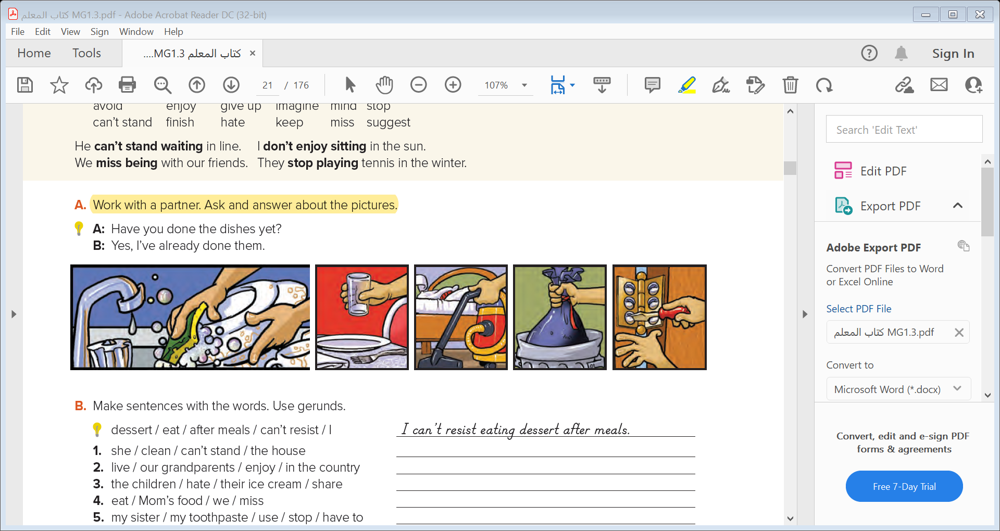 كتاب المعلم MG1.3.pdf - Adobe Acrobat Reader DC (32-bit)
File Edit View Sign Window Help
Home Tools كتاب المعلم MG1.3.... ×
Sign In
21 / 176
107%
avoid enjoy give up imagine mind stop
can't stand finish hate keep miss suggest
He can't stand waiting in line. I don't enjoy sitting in the sun.
We miss being with our friends. They stop playing tennis in the winter.
A. Work with a partner. Ask and answer about the pictures.
A: Have you done the dishes yet?
B: Yes, I've already done them.
B. Make sentences with the words. Use gerunds.
dessert / eat / after meals / can't resist / I I can't resist eating dessert after meals.
1. she / clean / can't stand / the house
2. live / our grandparents / enjoy / in the country
3. the children / hate / their ice cream / share
4. eat / Mom's food / we / miss
5. my sister / my toothpaste / use / stop / have to
Search 'Edit Text'
Edit PDF
Export PDF
Adobe Export PDF
Convert PDF Files to Word
or Excel Online
Select PDF File
كتاب المعلم MG1.3.pdf
Convert to
Microsoft Word (*.docx)
Convert, edit and e-sign PDF
forms & agreements
Free 7-Day Trial